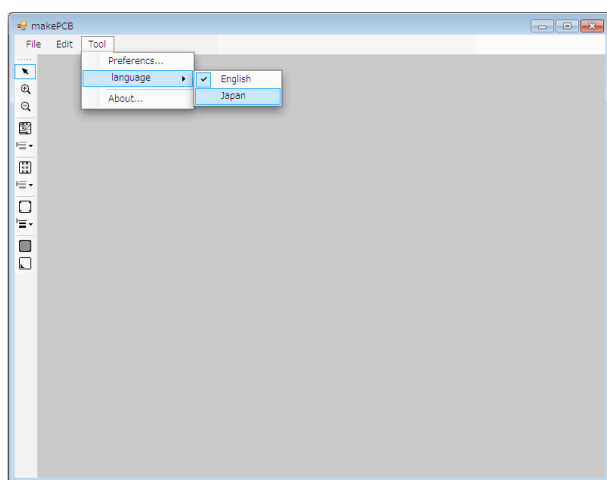 makePCB
File Edit Tool
Preferencs...
language
English
Japan
About...